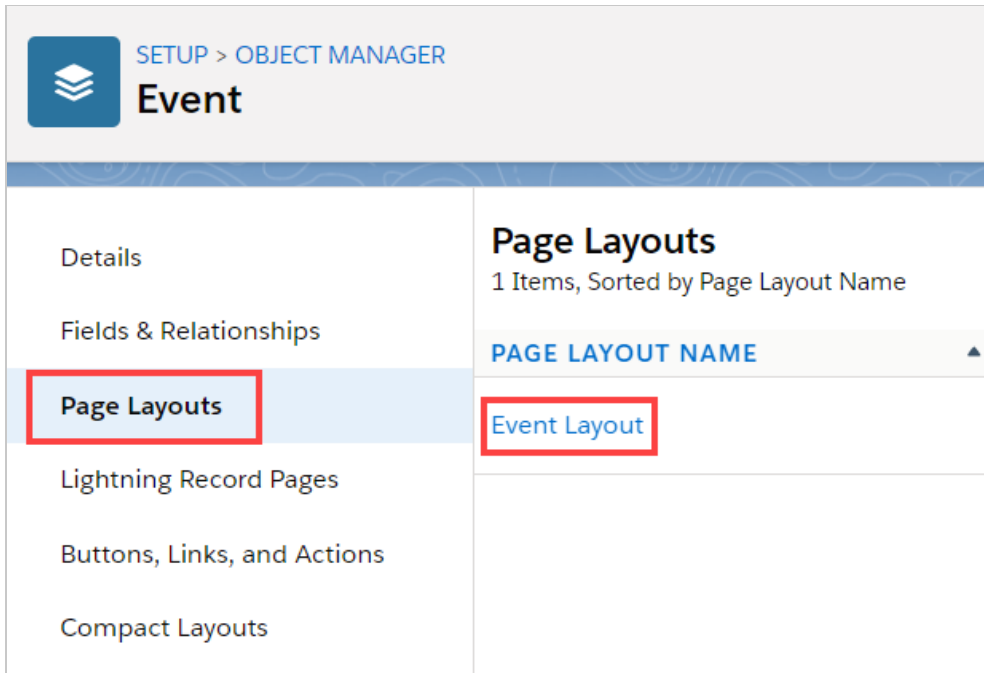 SETUP > OBJECT MANAGER
Event
Details
Fields & Relationships
Page Layouts
Lightning Record Pages
Buttons, Links, and Actions
Compact Layouts
Page Layouts
1 Items, Sorted by Page Layout Name
PAGE LAYOUT NAME
Event Layout